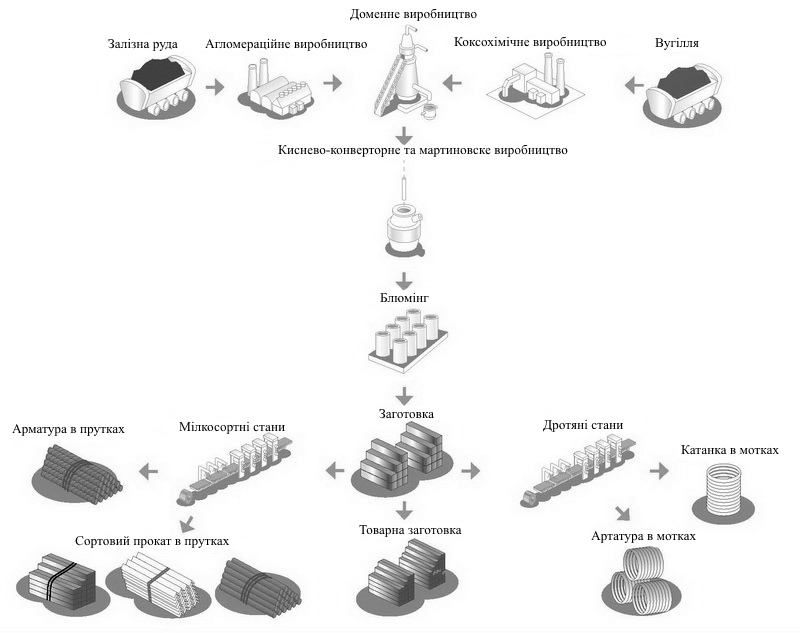 Доменне виробництво
Залізна руда
Агломераційне виробництво
Коксохімічне виробництво
Вугілля
Киснево-конверторне та мартиновске виробництво
Блюмінг
Заготовка
Арматура в прутках
Мілкосортні стани
Дротяні стани
Катанка в мотках
Сортовий прокат в прутках
Товарна заготовка
Артатура в мотках